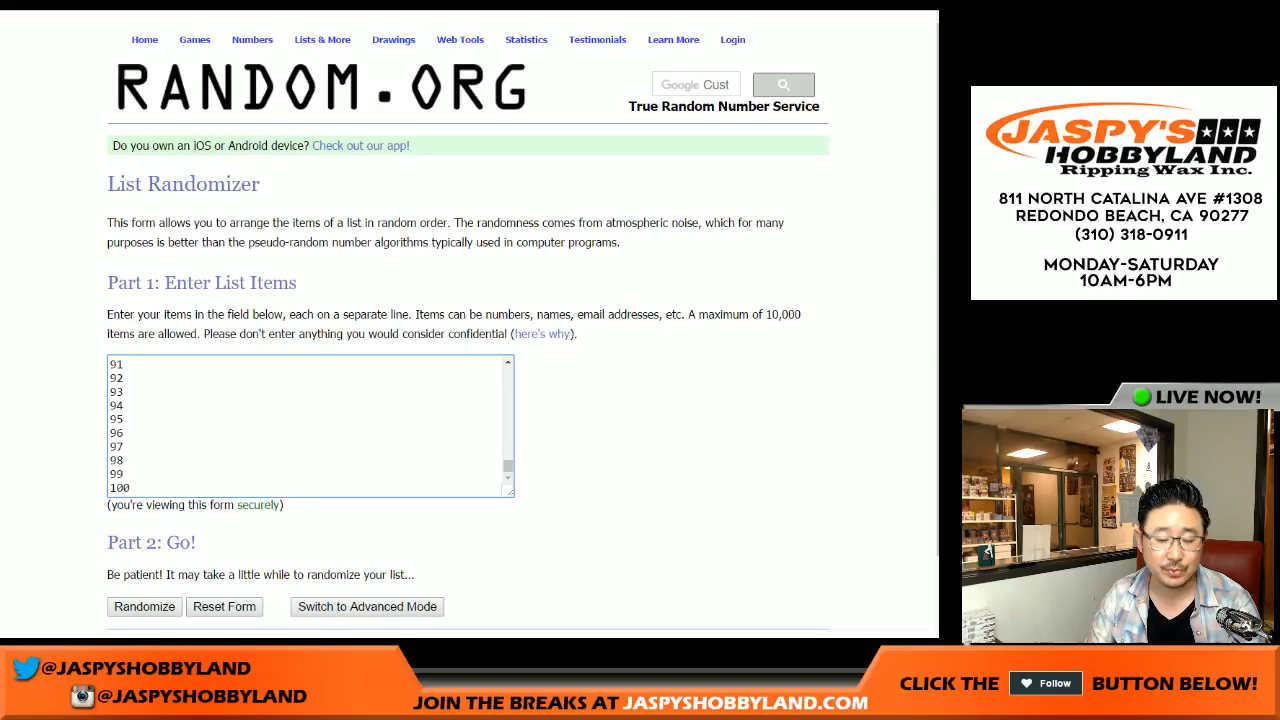 Home Games Numbers Lists & More Drawings Web Tools Statistics Testimonials Learn More Login
RANDOM.ORG
Google Cust
True Random Number Service
Do you own an iOS or Android device? Check out our app!
List Randomizer
This form allows you to arrange the items of a list in random order. The randomness comes from atmospheric noise, which for many
purposes is better than the pseudo-random number algorithms typically used in computer programs.
Part 1: Enter List Items
Enter your items in the field below, each on a separate line. Items can be numbers, names, email addresses, etc. A maximum of 10,000
items are allowed. Please don't enter anything you would consider confidential (here's why).
91
92
93
94
95
96
97
98
99
100
(you're viewing this form securely)
Part 2: Go!
Be patient! It may take a little while to randomize your list...
Randomize Reset Form Switch to Advanced Mode
JASPY'S
HOBBYLAND
Ripping Wax Inc.
811 NORTH CATALINA AVE #1308
REDONDO BEACH, CA 90277
(310) 318-0911
MONDAY-SATURDAY
10AM-6PM
LIVE NOW!
@JASPYSHOBBYLAND
@JASPYSHOBBYLAND
JOIN THE BREAKS AT JASPYSHOBBYLAND.COM
CLICK THE Follow BUTTON BELOW!